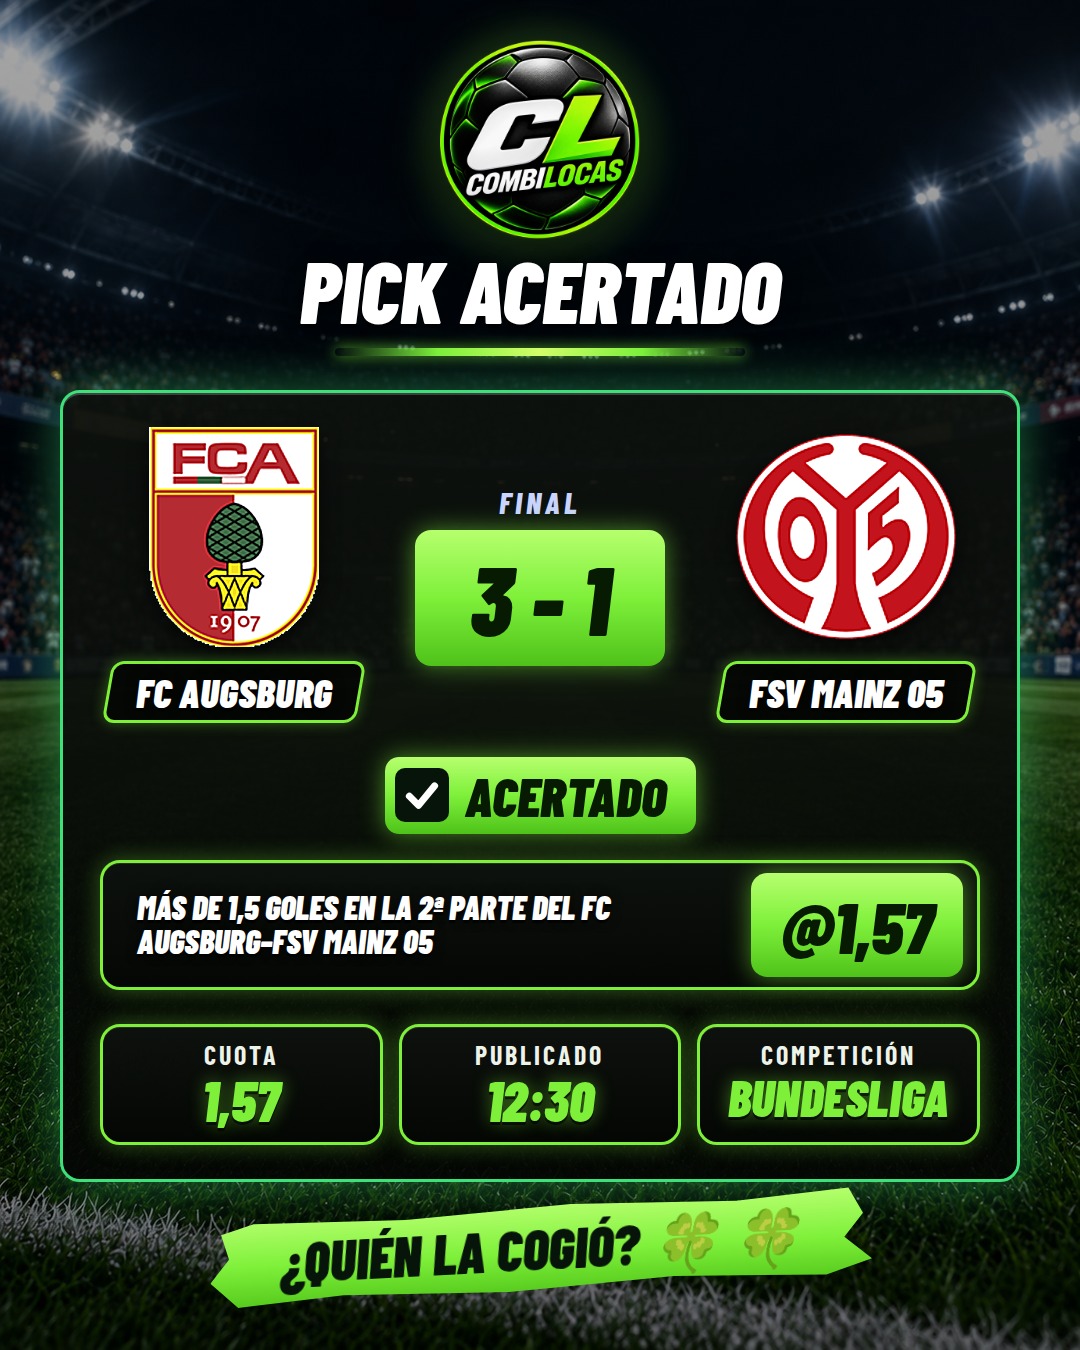 CL
COMBILOCAS
PICK ACERTADO
FCA
1907
FINAL
3 - 1
05
FC AUGSBURG
FSV MAINZ 05
ACERTADO
MÁS DE 1,5 GOLES EN LA 2ª PARTE DEL FC
AUGSBURG-FSV MAINZ 05
@1,57
CUOTA
1,57
PUBLICADO
12:30
COMPETICIÓN
BUNDESLIGA
¿QUIÉN LA COGIÓ? 🍀 🍀